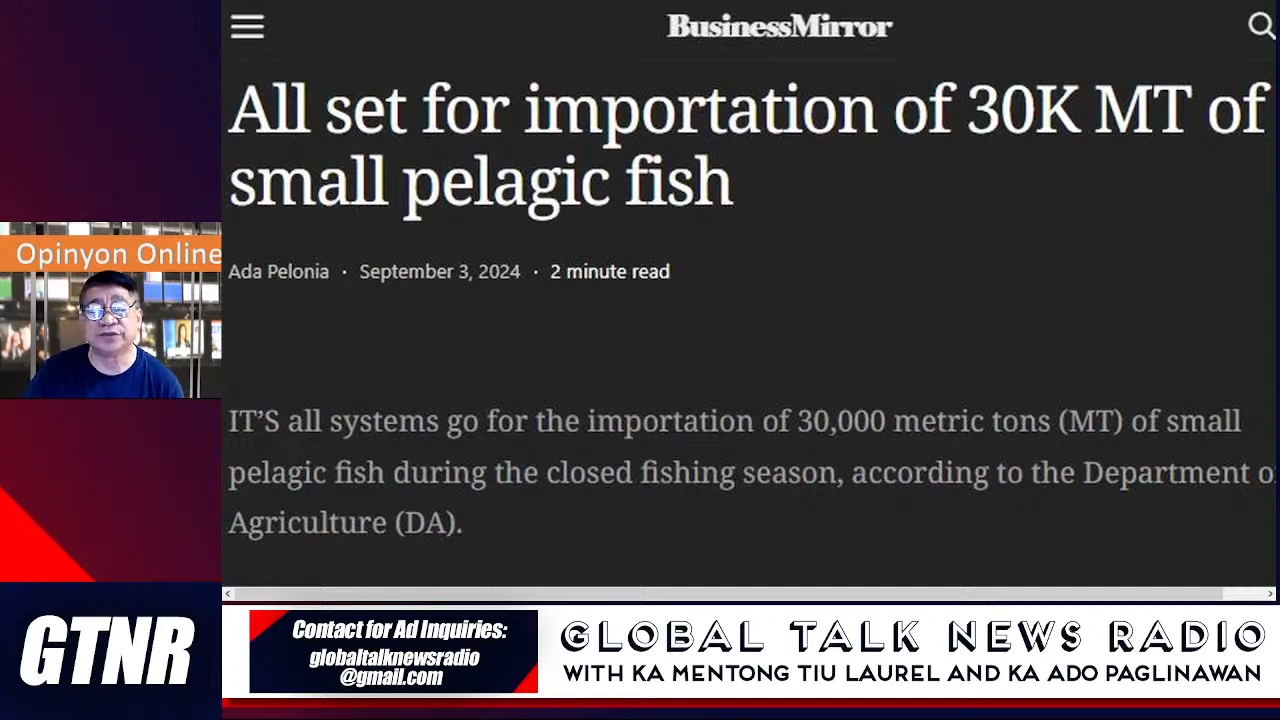 BusinessMirror
All set for importation of 30K MT of
small pelagic fish
Ada Pelonia · September 3, 2024 · 2 minute read
Opinyon Online
IT’S all systems go for the importation of 30,000 metric tons (MT) of small
pelagic fish during the closed fishing season, according to the Department o
Agriculture (DA).
GTNR
Contact for Ad Inquiries:
globaltalknewsradio
@gmail.com
GLOBAL TALK NEWS RADIO
WITH KA MENTONG TIU LAUREL AND KA ADO PAGLINAWAN